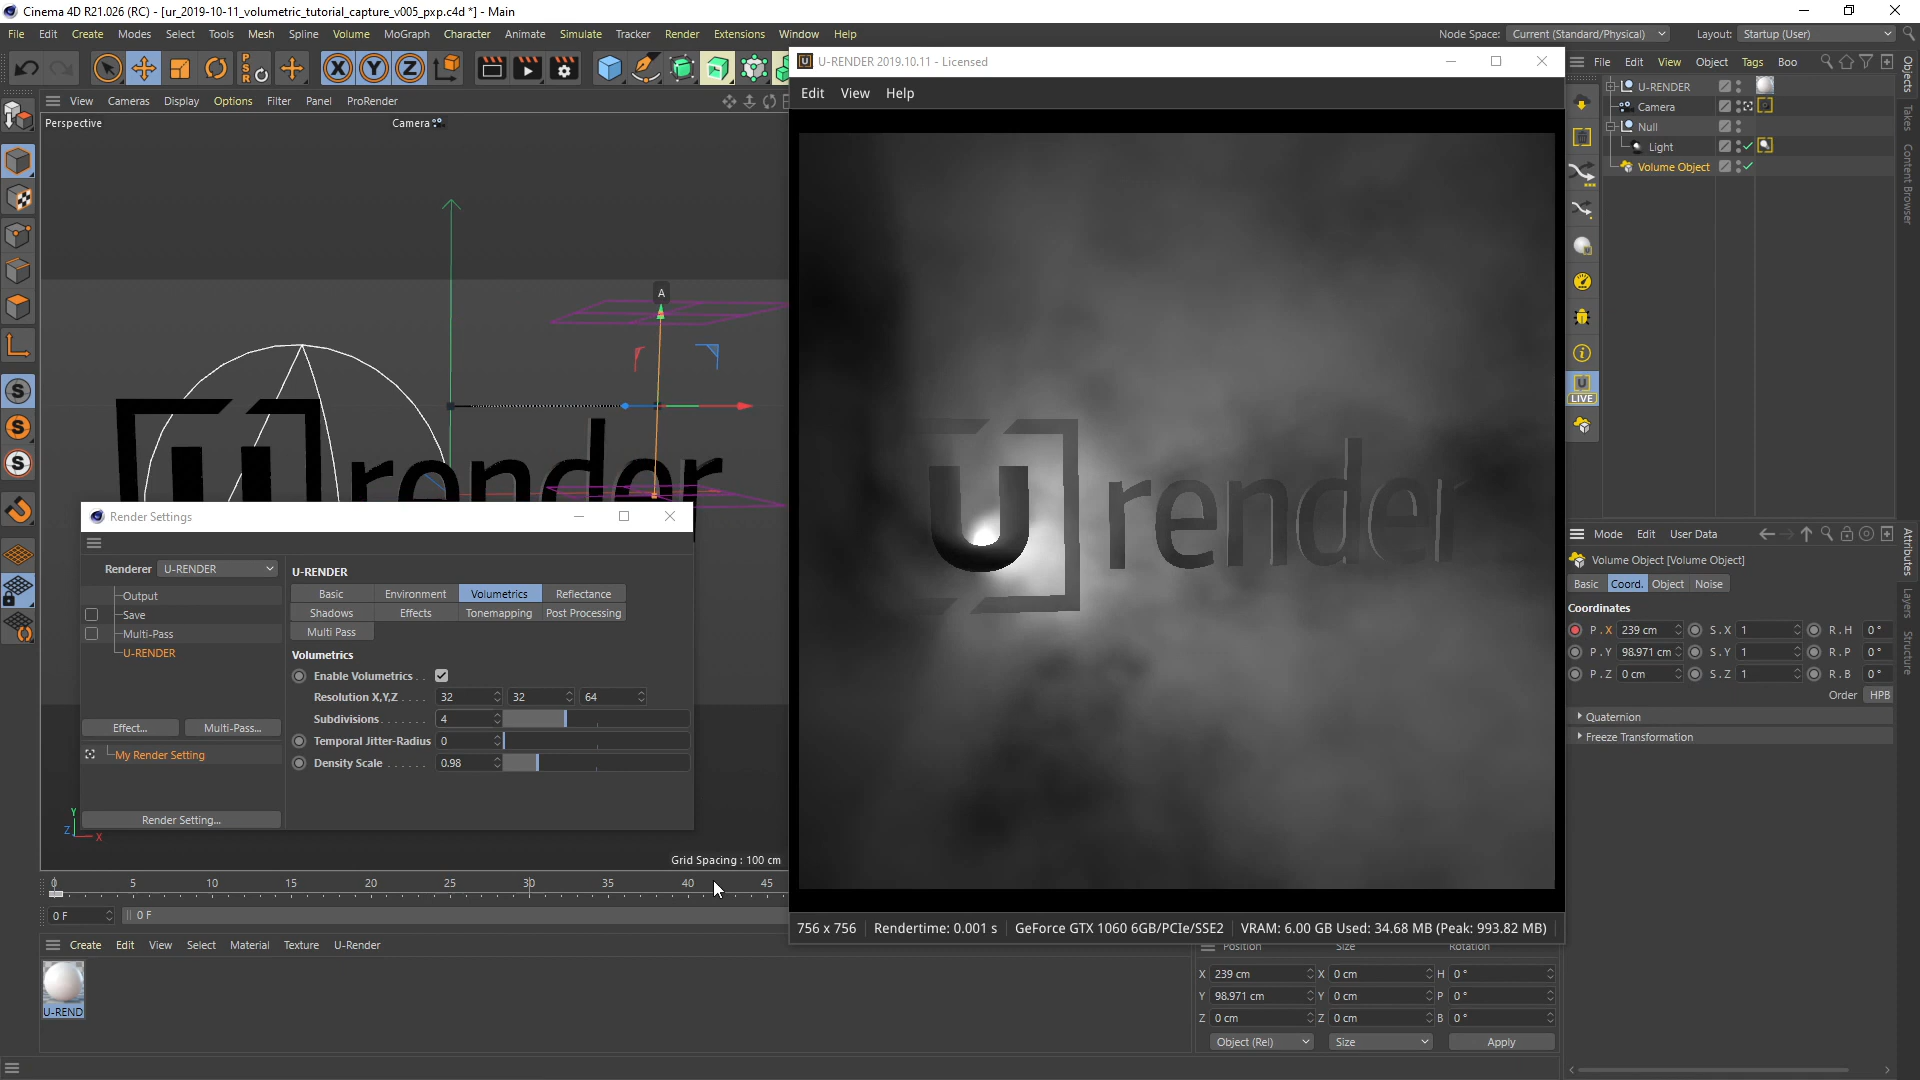 Cinema 4D R21.026 (RC) - [ur_2019-10-11_volumetric_tutorial_capture_v005_pxp.c4d *] - Main
File Edit Create Modes Select Tools Mesh Spline Volume MoGraph Character Animate Simulate Tracker Render Extensions Window Help
Node Space: Current (Standard/Physical) Layout: Startup (User)
X Y Z
PSR
View Cameras Display Options Filter Panel ProRender
Perspective
Camera
A
u render
Grid Spacing : 100 cm
Y
Z X
Render Settings
Renderer U-RENDER
Output
Save
Multi-Pass
U-RENDER
Effect... Multi-Pass...
My Render Setting
Render Setting...
U-RENDER
Basic Environment Volumetrics Reflectance
Shadows Effects Tonemapping Post Processing
Multi Pass
Volumetrics
Enable Volumetrics . .
Resolution X,Y,Z . . . . 32 32 64
Subdivisions. . . . . . . 4
Temporal Jitter-Radius 0
Density Scale . . . . . . 0.98
0 5 10 15 20 25 30 35 40 45
0 F 0 F
Create Edit View Select Material Texture U-Render
U-REND
U-RENDER 2019.10.11 - Licensed
Edit View Help
u render
756 x 756 Rendertime: 0.001 s GeForce GTX 1060 6GB/PCIe/SSE2 VRAM: 6.00 GB Used: 34.68 MB (Peak: 993.82 MB)
Position Size Rotation
X 239 cm X 0 cm H 0 °
Y 98.971 cm Y 0 cm P 0 °
Z 0 cm Z 0 cm B 0 °
Object (Rel) Size Apply
LIVE
File Edit View Object Tags Boo
U-RENDER
Camera
Null
Light
Volume Object
Objects
Takes
Content Browser
Mode Edit User Data
Volume Object [Volume Object]
Basic Coord. Object Noise
Coordinates
P . X 239 cm S . X 1 R . H 0 °
P . Y 98.971 cm S . Y 1 R . P 0 °
P . Z 0 cm S . Z 1 R . B 0 °
Order HPB
Quaternion
Freeze Transformation
Attributes
Layers
Structure